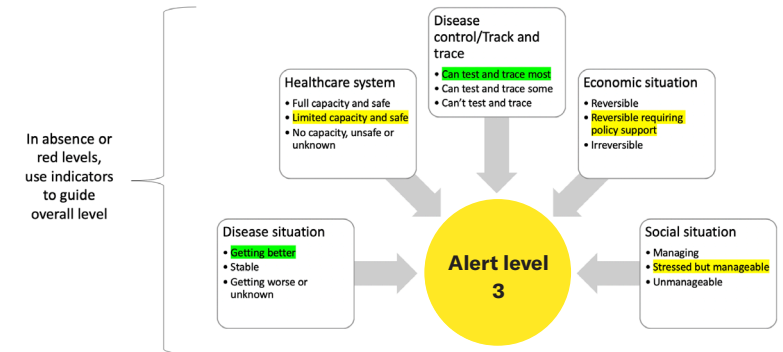 In absence or
red levels,
use indicators
to guide
overall level
Disease situation
• Getting better
• Stable
• Getting worse or
unknown
Healthcare system
• Full capacity and safe
• Limited capacity and safe
• No capacity, unsafe or
unknown
Disease
control/Track and
trace
• Can test and trace most
• Can test and trace some
• Can't test and trace
Economic situation
• Reversible
• Reversible requiring
policy support
• Irreversible
Social situation
• Managing
• Stressed but manageable
• Unmanageable
Alert level
3